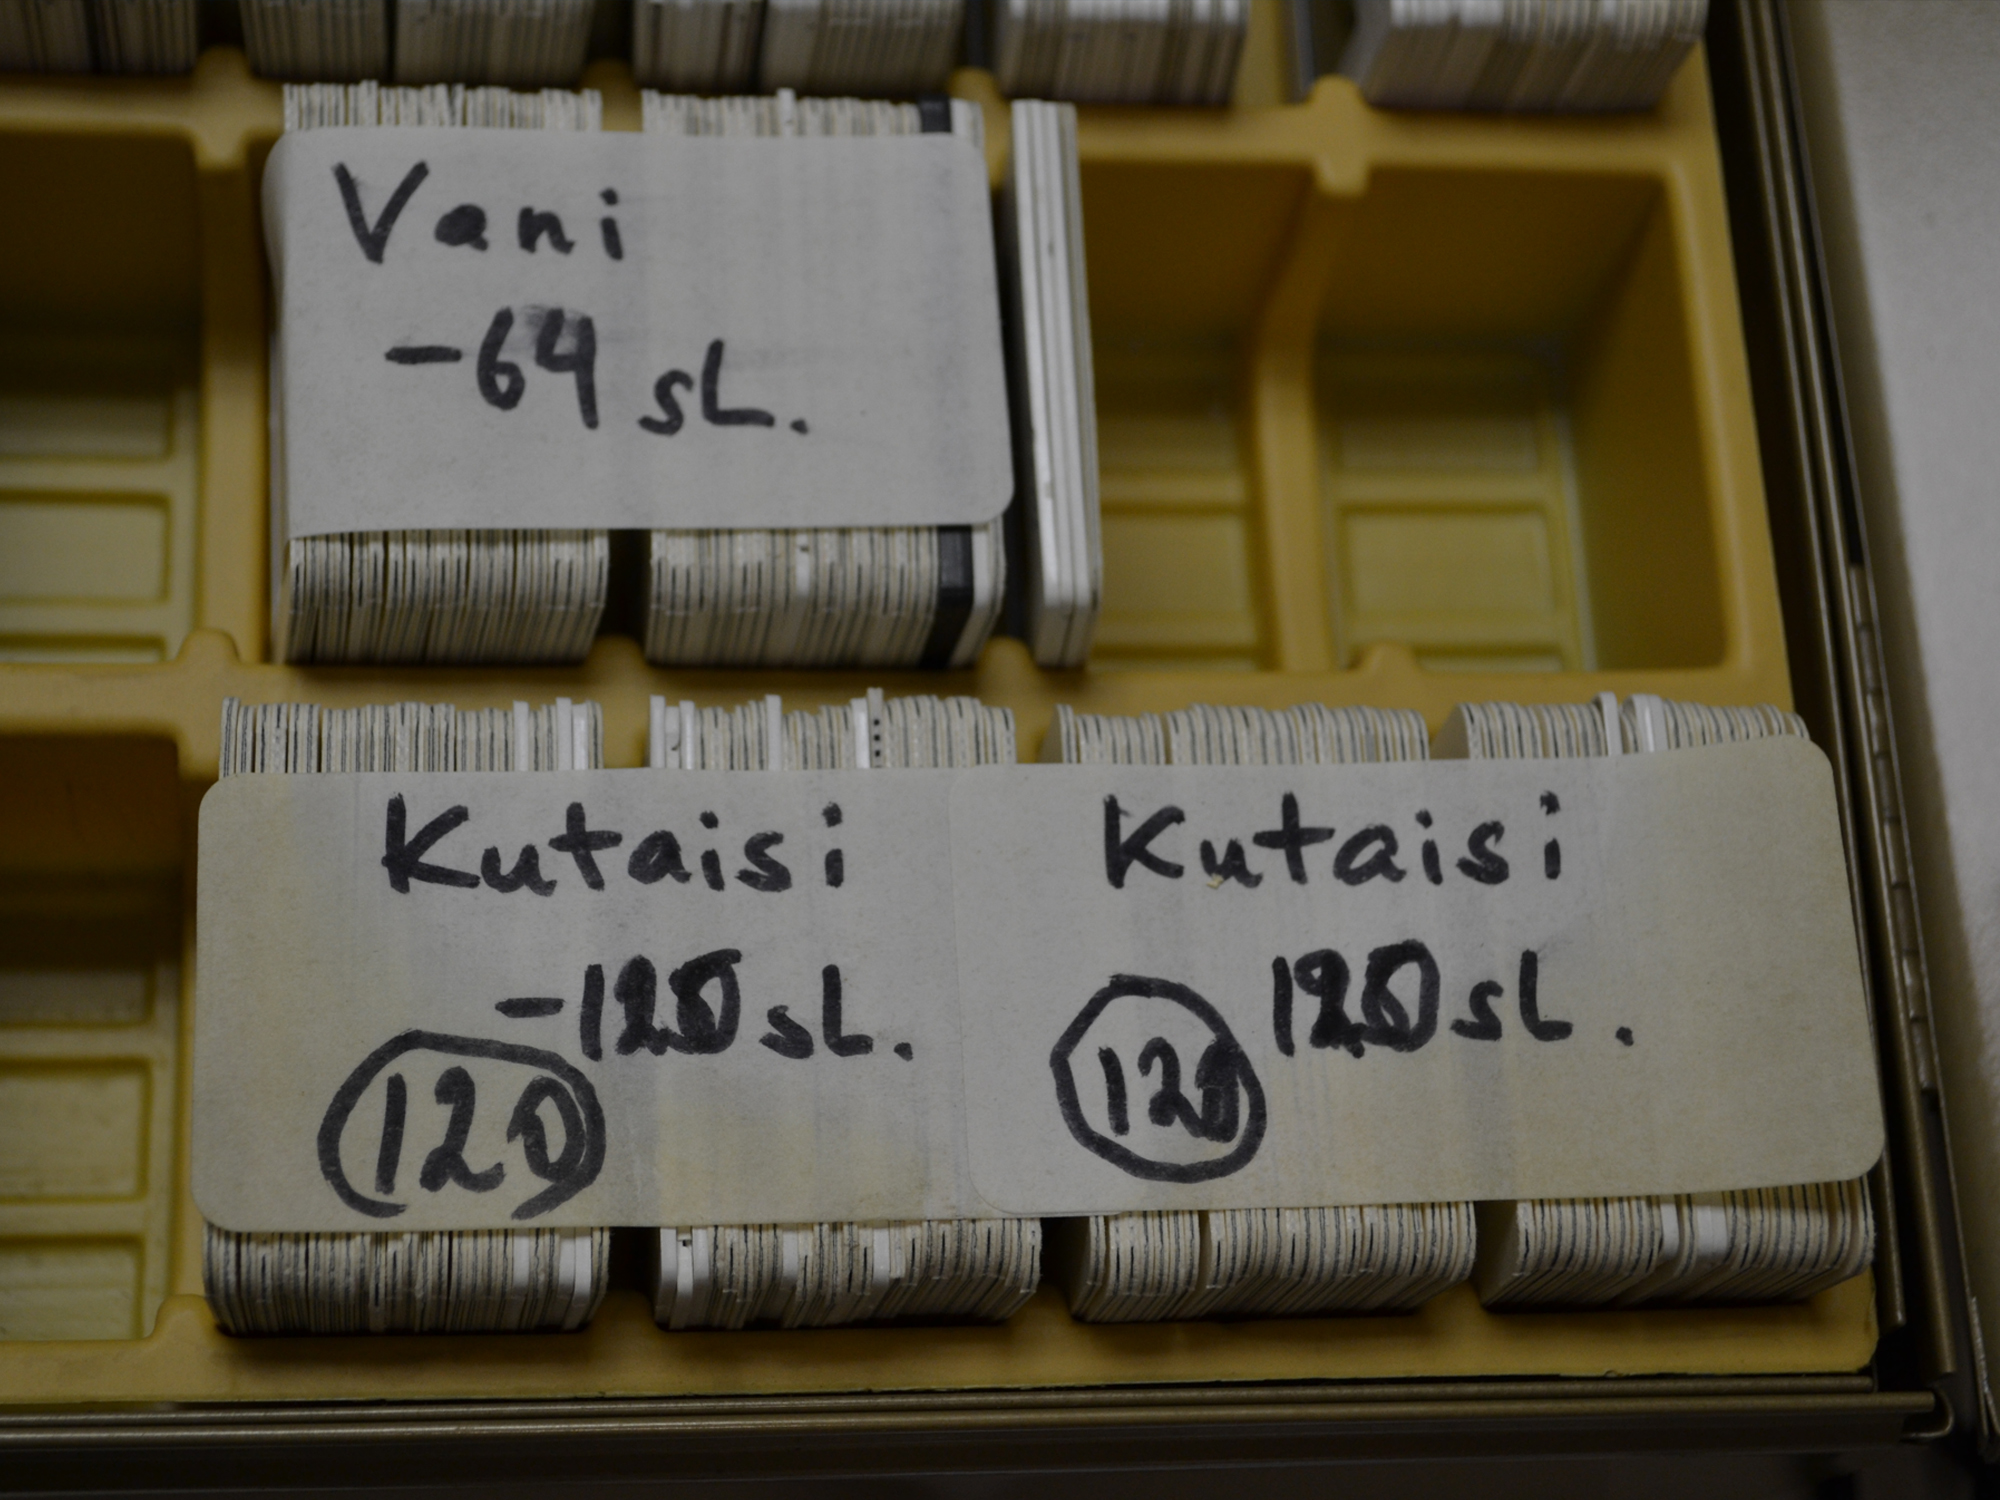 Vani
-64 sL.
Kutaisi
-120 sL.
120
Kutaisi
120 sL.
120